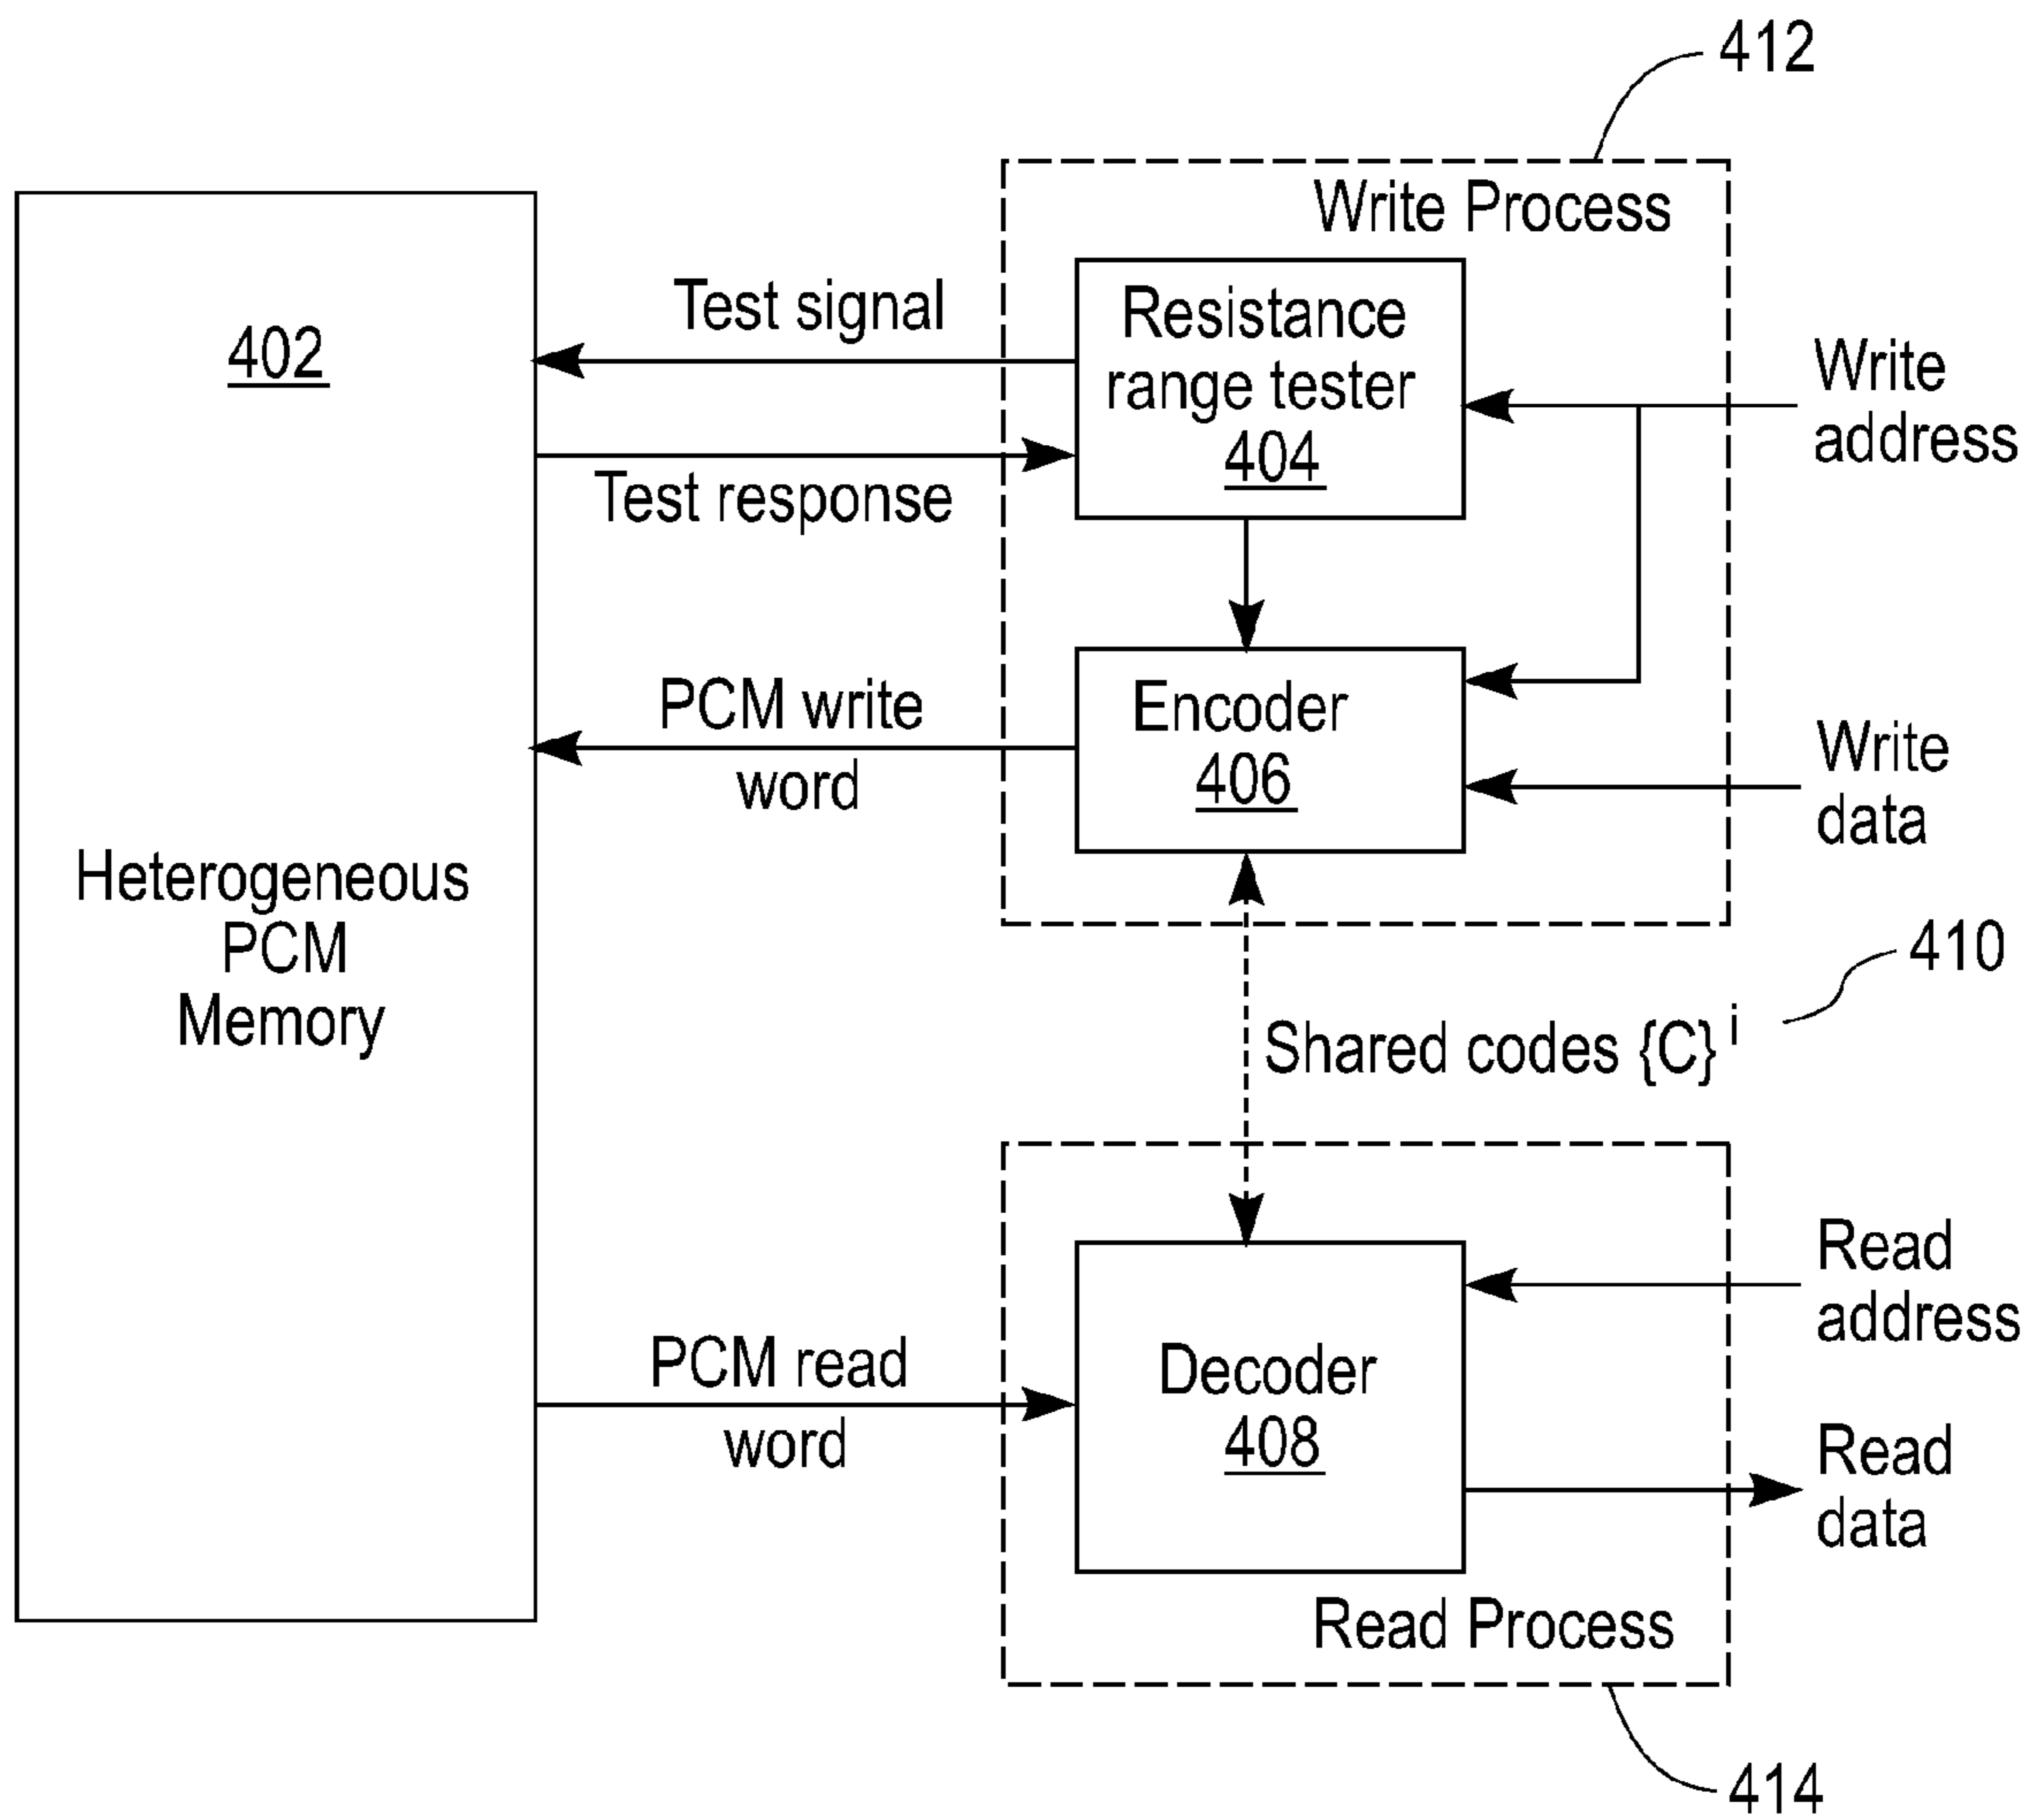 412
Write Process
402
Test signal
Test response
Resistance
range tester
404
Write
address
PCM write
word
Encoder
406
Write
data
Heterogeneous
PCM
Memory
410
Shared codes {C}i
Read
address
PCM read
word
Decoder
408
Read
data
Read Process
414